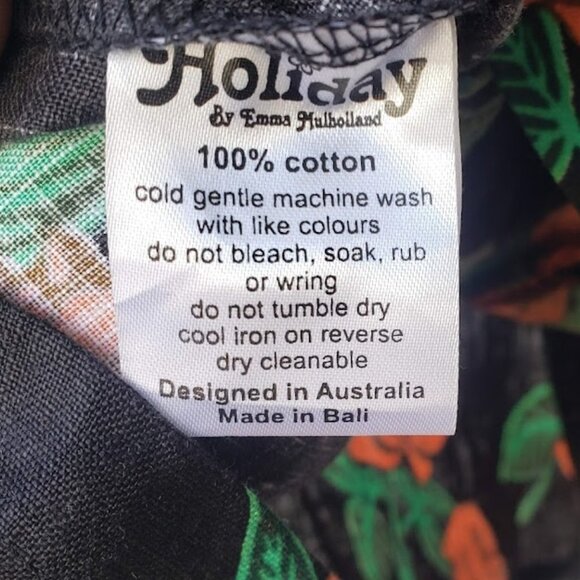 Holiday
By Emma Mulholland
100% cotton
cold gentle machine wash
with like colours
do not bleach, soak, rub
or wring
do not tumble dry
cool iron on reverse
dry cleanable
Designed in Australia
Made in Bali